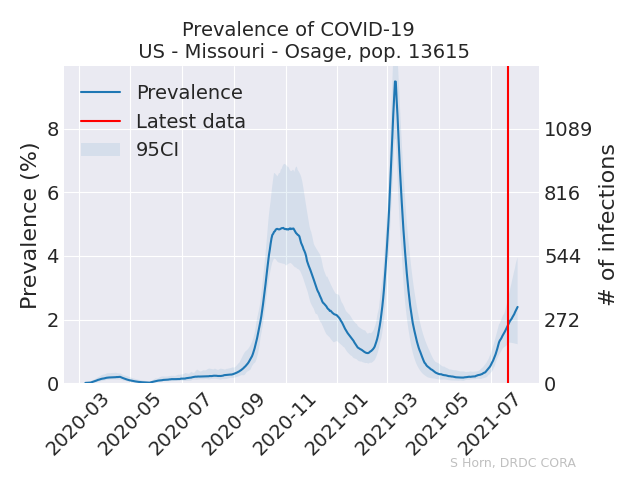 Prevalence of COVID-19
US - Missouri - Osage, pop. 13615
Prevalence
Latest data
95CI
Prevalence (%)
8
6
4
2
0
1089
816
544
272
0
# of infections
2020-03
2020-05
2020-07
2020-09
2020-11
2021-01
2021-03
2021-05
2021-07
S Horn, DRDC CORA